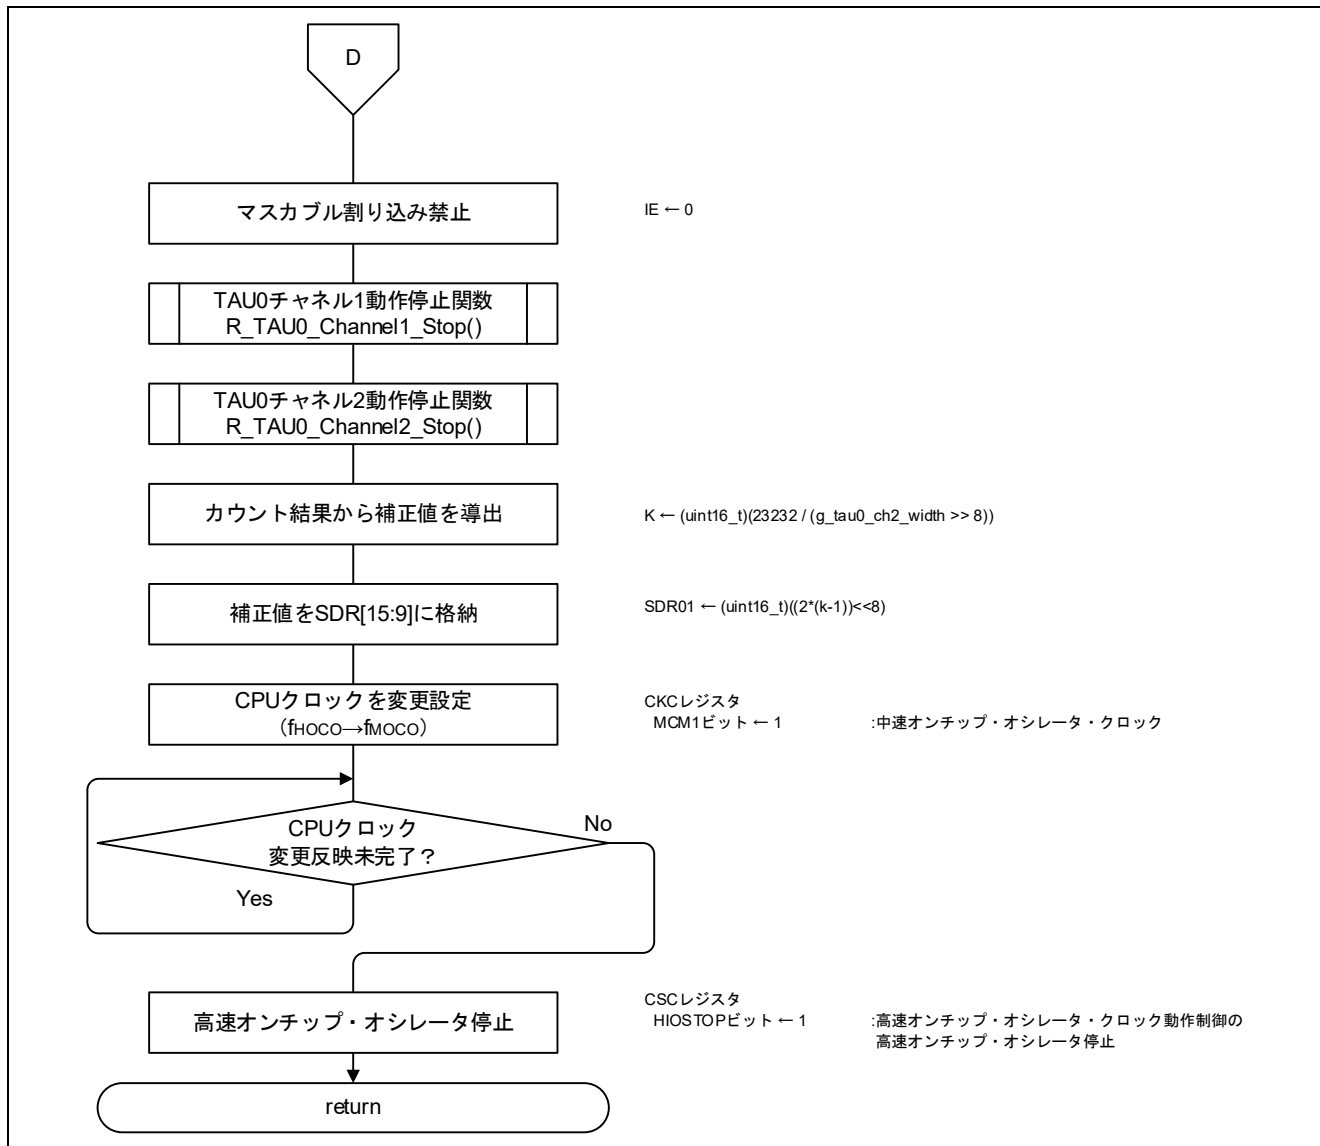 D
マスカブル割り込み禁止
IE ← 0
TAU0チャネル1動作停止関数
R_TAU0_Channel1_Stop()
TAU0チャネル2動作停止関数
R_TAU0_Channel2_Stop()
カウント結果から補正値を導出
K ← (uint16_t)(23232 / (g_tau0_ch2_width >> 8))
補正値をSDR[15:9]に格納
SDR01 ← (uint16_t)((2*(k-1))<<8)
CPUクロックを変更設定
(fHOCO→fMOCO)
CKCレジスタ
MCM1ビット ← 1 :中速オンチップ・オシレータ・クロック
CPUクロック
変更反映未完了？
No
Yes
高速オンチップ・オシレータ停止
CSCレジスタ
HIOSTOPビット ← 1 :高速オンチップ・オシレータ・クロック動作制御の
高速オンチップ・オシレータ停止
return